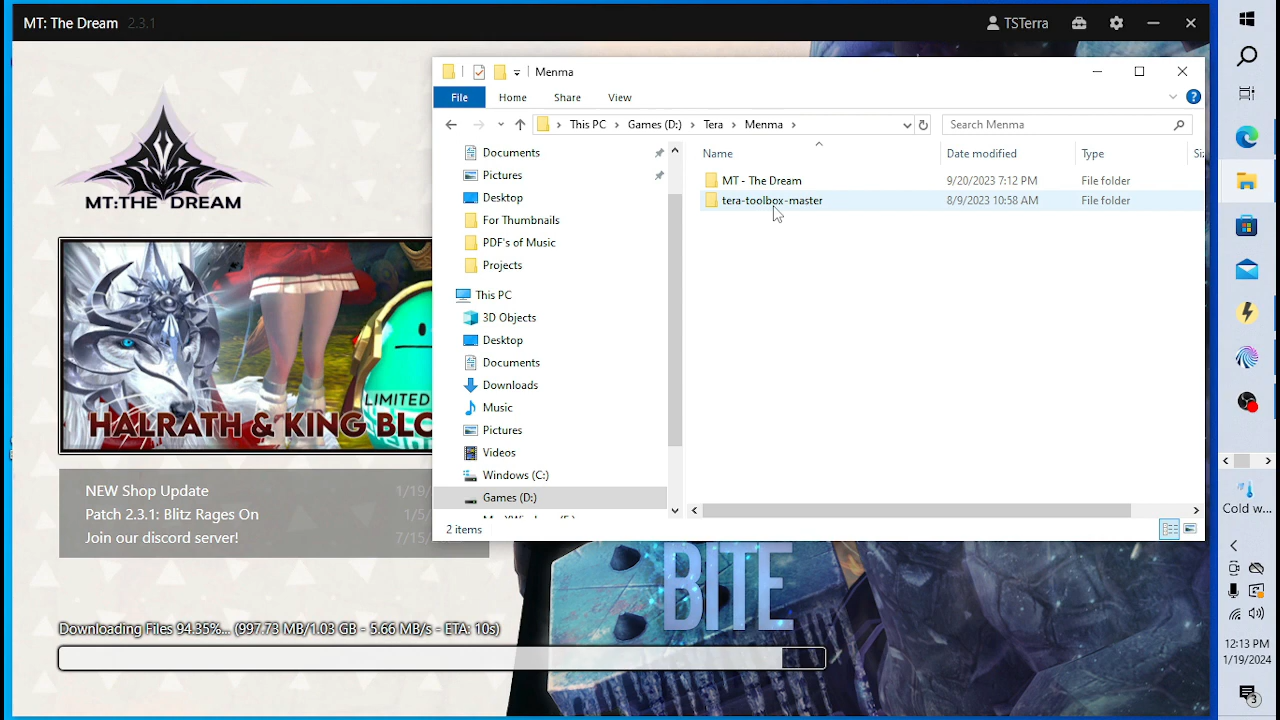 MT: The Dream 2.3.1
TSTerra
MT:THE DREAM
HALRATH & KING BLO
LIMITED
NEW Shop Update 1/19/
Patch 2.3.1: Blitz Rages On 1/5/
Join our discord server! 7/15/
BITE
Downloading Files 94.35%... (997.73 MB/1.03 GB - 5.66 MB/s - ETA: 10s)
Menma
File Home Share View
This PC Games (D:) Tera Menma
Search Menma
Documents
Pictures
Desktop
For Thumbnails
PDF's of Music
Projects
This PC
3D Objects
Desktop
Documents
Downloads
Music
Pictures
Videos
Windows (C:)
Games (D:)
Name Date modified Type Si
MT - The Dream 9/20/2023 7:12 PM File folder
tera-toolbox-master 8/9/2023 10:58 AM File folder
2 items
Cold w...
12:13 PM
1/19/2024
3